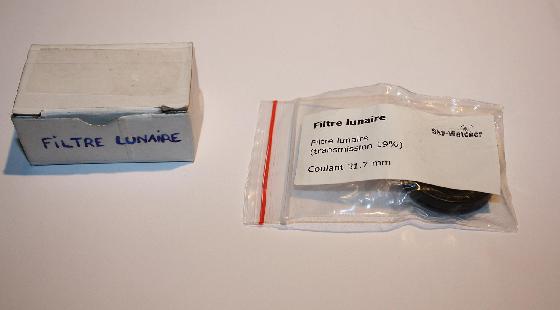 FiLTRE LUNAIRE
Filtre lunaire
Sky-Watcher
Filtre lunaire
(transmission 19%)
Coulant 31.7 mm